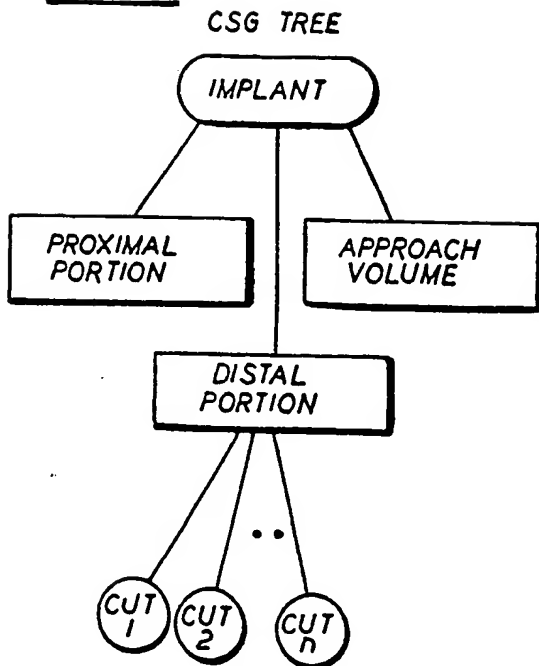 CSG TREE
IMPLANT
PROXIMAL
PORTION
APPROACH
VOLUME
DISTAL
PORTION
CUT
1
CUT
2
CUT
n